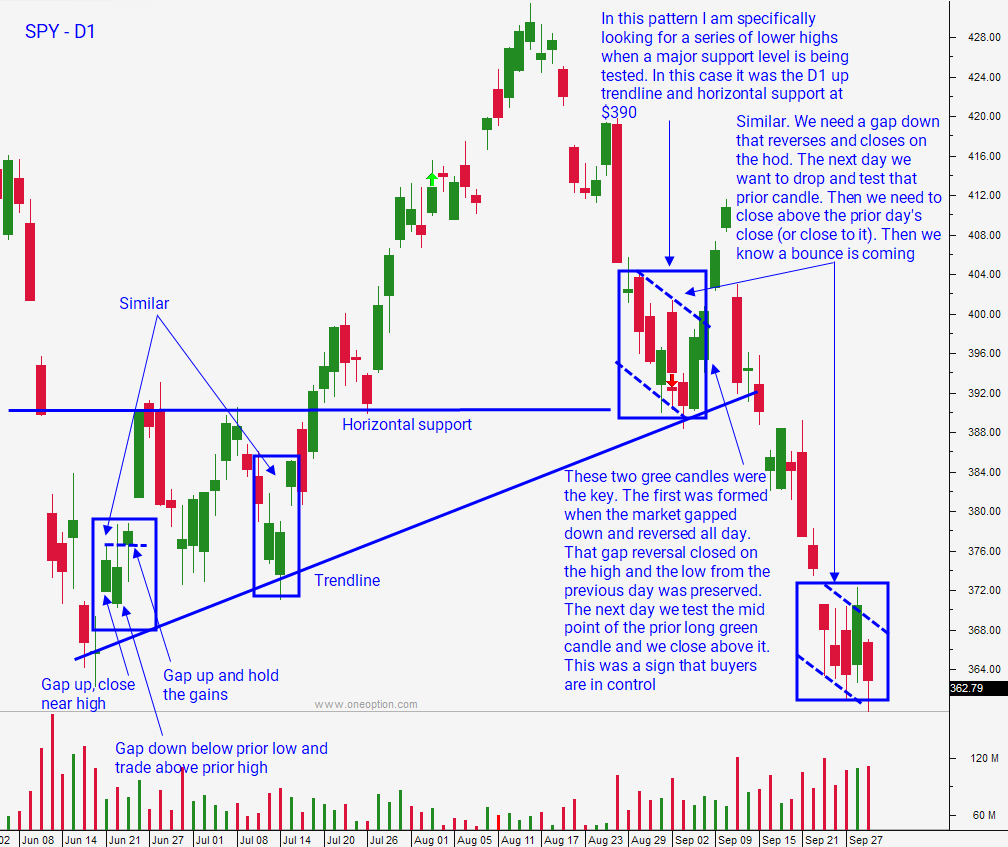 SPY - D1
In this pattern I am specifically
looking for a series of lower highs
when a major support level is being
tested. In this case it was the D1 up
trendline and horizontal support at
$390
Similar. We need a gap down
that reverses and closes on
the hod. The next day we
want to drop and test that
prior candle. Then we need to
close above the prior day's
close (or close to it). Then we
know a bounce is coming
Similar
Horizontal support
These two gree candles were
the key. The first was formed
when the market gapped
down and reversed all day.
That gap reversal closed on
the high and the low from the
previous day was preserved.
The next day we test the mid
point of the prior long green
candle and we close above it.
This was a sign that buyers
are in control
Trendline
Gap up, close
near high
Gap up and hold
the gains
Gap down below prior low and
trade above prior high
www.oneoption.com
428.00
424.00
420.00
416.00
412.00
408.00
404.00
400.00
396.00
392.00
388.00
384.00
380.00
376.00
372.00
368.00
364.00
362.79
120 M
60 M
02 Jun 08 Jun 14 Jun 21 Jun 27 Jul 01 Jul 08 Jul 14 Jul 20 Jul 26 Aug 01 Aug 05 Aug 11 Aug 17 Aug 23 Aug 29 Sep 02 Sep 09 Sep 15 Sep 21 Sep 27